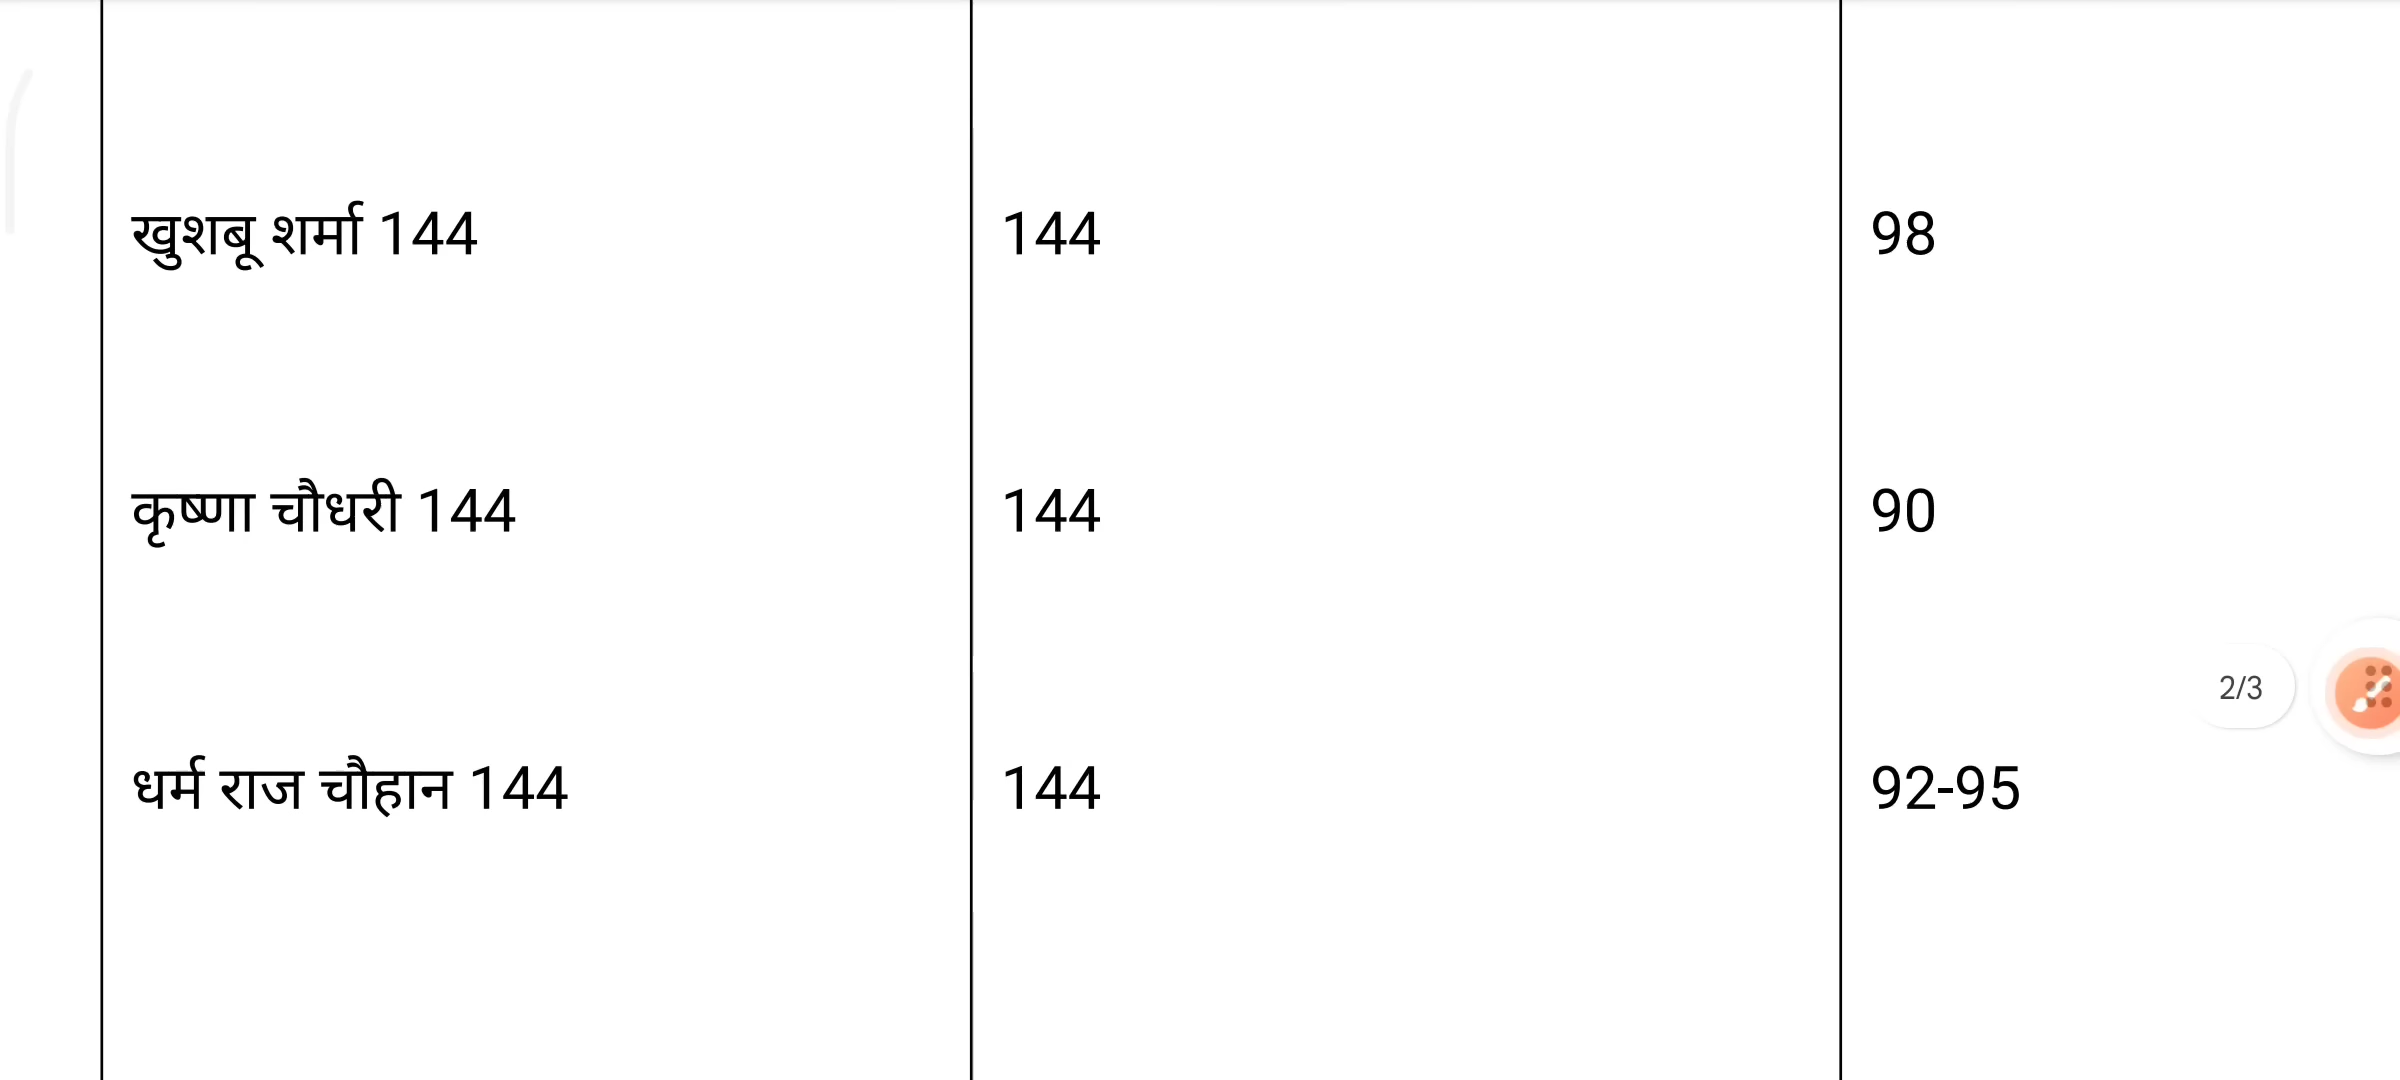 खुशबू शर्मा 144 144 98
कृष्णा चौधरी 144 144 90
2/3
धर्म राज चौहान 144 144 92-95